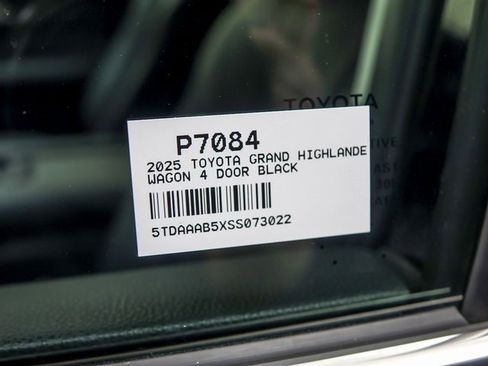 TOYOTA
P7084
2025 TOYOTA GRAND HIGHLANDE
WAGON 4 DOOR BLACK
5TDAAAB5XSS073022